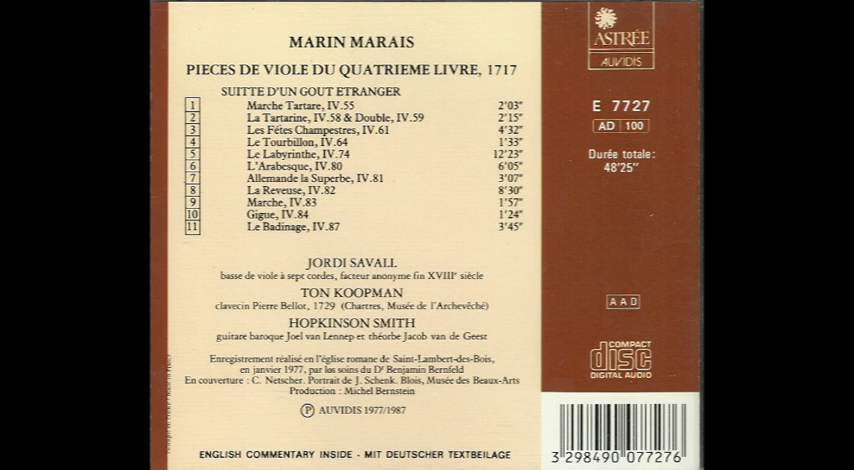 MARIN MARAIS
PIECES DE VIOLE DU QUATRIEME LIVRE, 1717
SUITTE D'UN GOUT ETRANGER
1 Marche Tartare, IV.55 2'03"
2 La Tartarine, IV.58 & Double, IV.59 2'15"
3 Les Fêtes Champestres, IV.61 4'32"
4 Le Tourbillon, IV.64 1'33"
5 Le Labyrinthe, IV.74 12'23"
6 L'Arabesque, IV.80 6'05"
7 Allemande la Superbe, IV.81 3'07"
8 La Reveuse, IV.82 8'30"
9 Marche, IV.83 1'57"
10 Gigue, IV.84 1'24"
11 Le Badinage, IV.87 3'45"
JORDI SAVALL
basse de viole à sept cordes, facteur anonyme fin XVIIIe siècle
TON KOOPMAN
clavecin Pierre Bellot, 1729 (Chartres, Musée de l'Archevêché)
HOPKINSON SMITH
guitare baroque Joel van Lennep et théorbe Jacob van de Geest
Enregistrement réalisé en l'église romane de Saint-Lambert-des-Bois,
en janvier 1977, par les soins du Dr Benjamin Bernfeld
En couverture : C. Netscher. Portrait de J. Schenk. Blois, Musée des Beaux-Arts
Production : Michel Bernstein
Ⓟ AUVIDIS 1977/1987
ENGLISH COMMENTARY INSIDE - MIT DEUTSCHER TEXTBEILAGE
ASTRÉE
AUVIDIS
E 7727
AD 100
Durée totale:
48'25"
AAD
COMPACT
disc
DIGITAL AUDIO
3 298490 077276